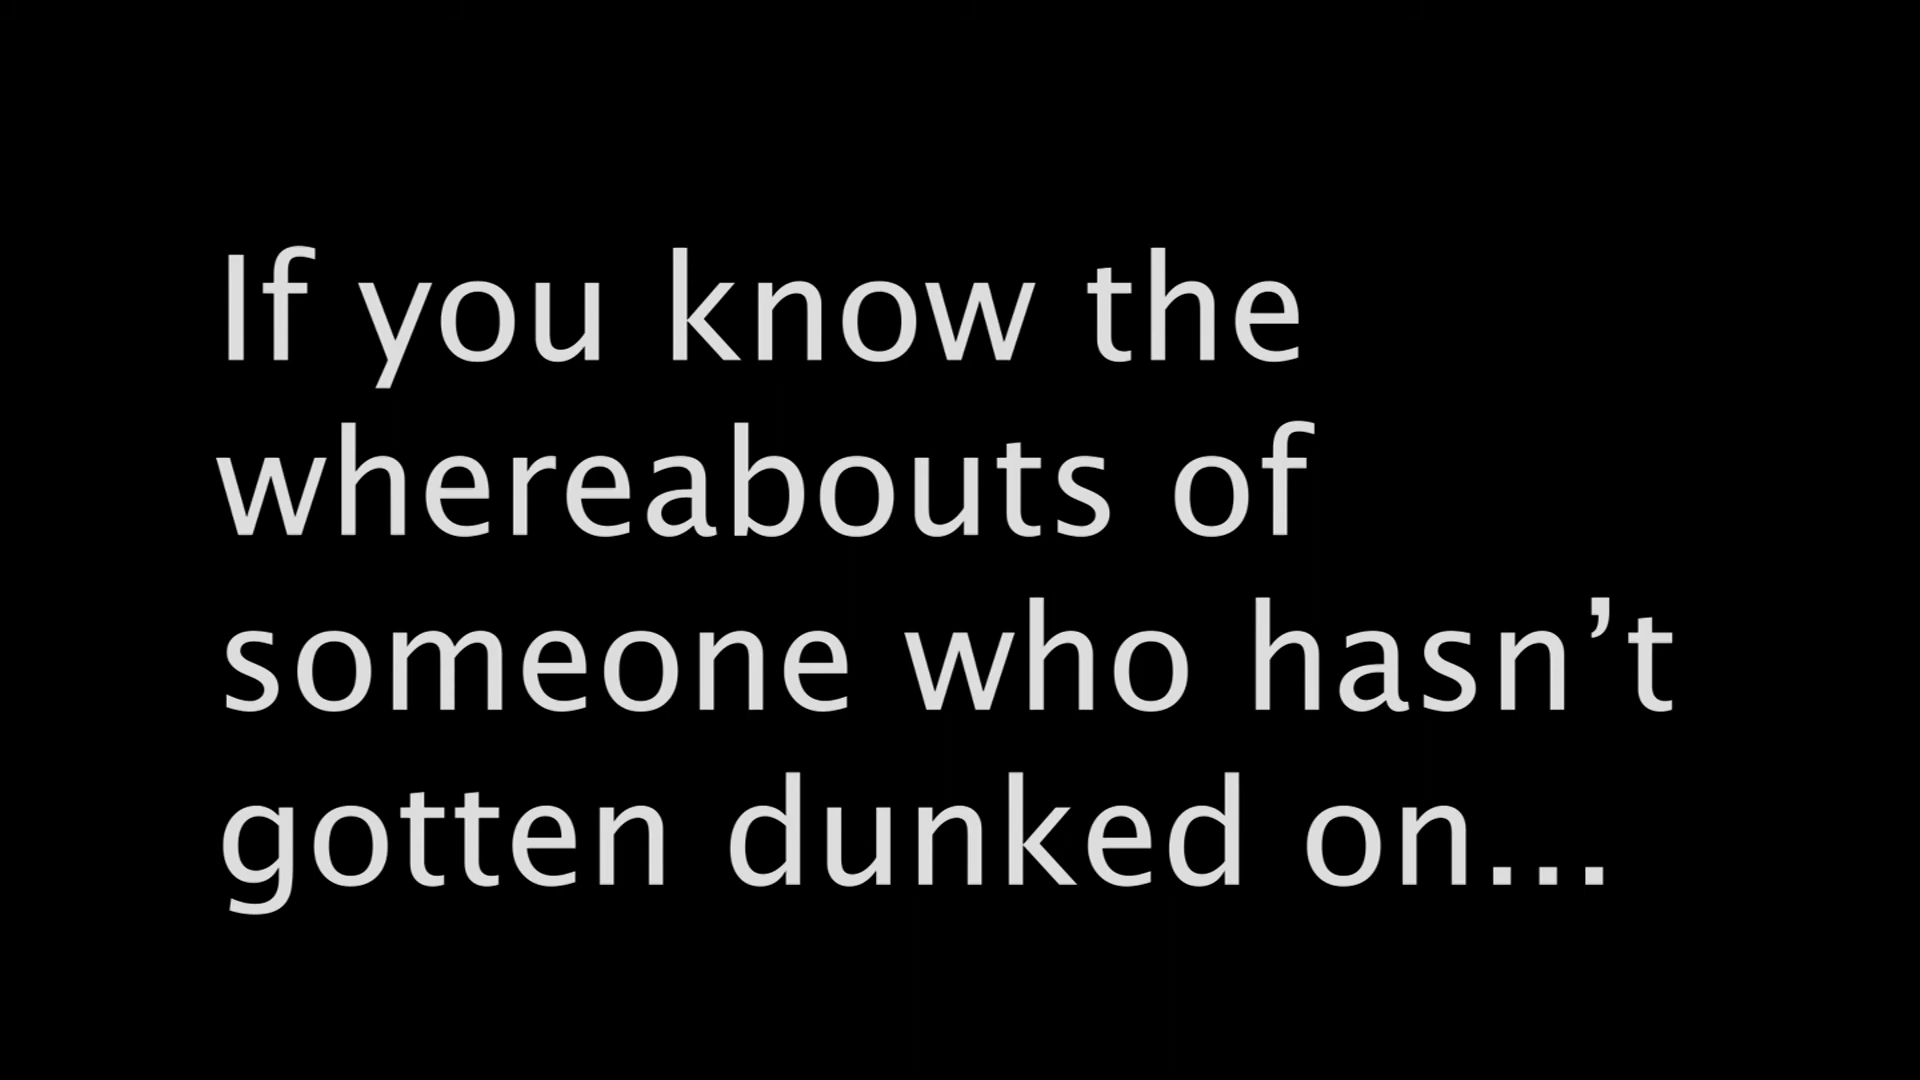 If you know the
whereabouts of
someone who hasn’t
gotten dunked on...